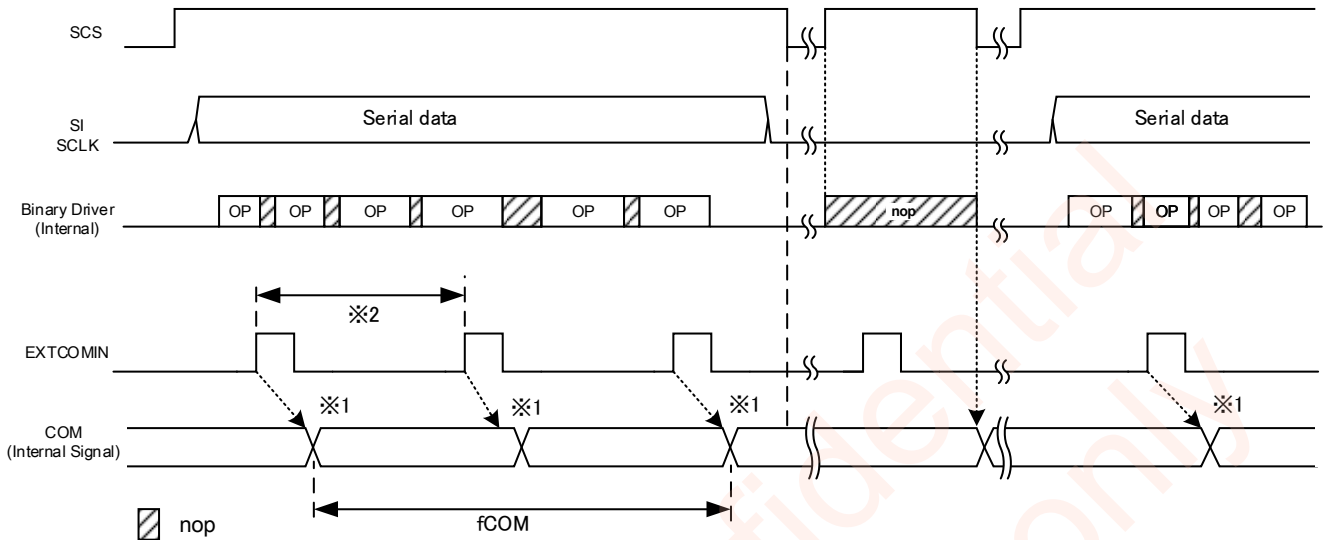 SCS
SI
SCLK
Serial data
Serial data
Binary Driver
(Internal)
OP
OP
OP
OP
OP
OP
nop
OP
OP
OP
OP
※2
EXTCOMIN
※1
※1
※1
※1
COM
(Internal Signal)
fCOM
nop
only